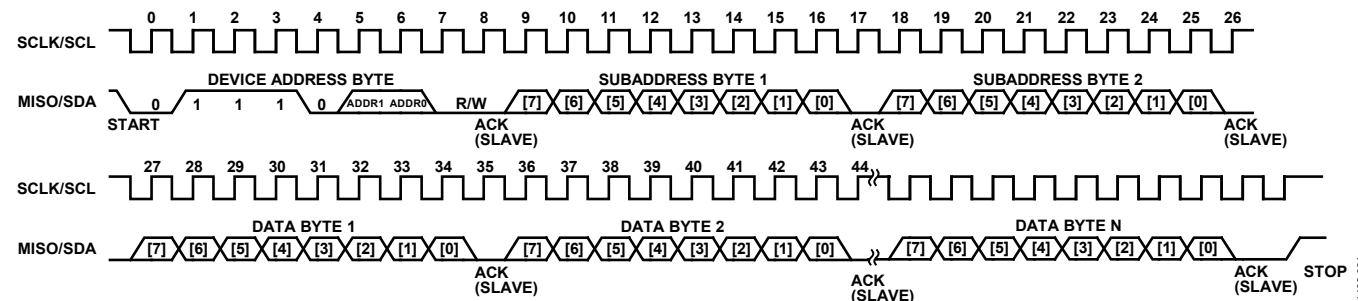 0 1 2 3 4 5 6 7 8 9 10 11 12 13 14 15 16 17 18 19 20 21 22 23 24 25 26
SCLK/SCL
DEVICE ADDRESS BYTE SUBADDRESS BYTE 1 SUBADDRESS BYTE 2
MISO/SDA 0 1 1 1 0 ADDR1 ADDR0 R/W [7] [6] [5] [4] [3] [2] [1] [0] [7] [6] [5] [4] [3] [2] [1] [0]
START ACK (SLAVE) ACK (SLAVE) ACK (SLAVE)
27 28 29 30 31 32 33 34 35 36 37 38 39 40 41 42 43 44
SCLK/SCL
DATA BYTE 1 DATA BYTE 2 DATA BYTE N
MISO/SDA [7] [6] [5] [4] [3] [2] [1] [0] [7] [6] [5] [4] [3] [2] [1] [0] [7] [6] [5] [4] [3] [2] [1] [0]
ACK (SLAVE) ACK (SLAVE) ACK (SLAVE) STOP